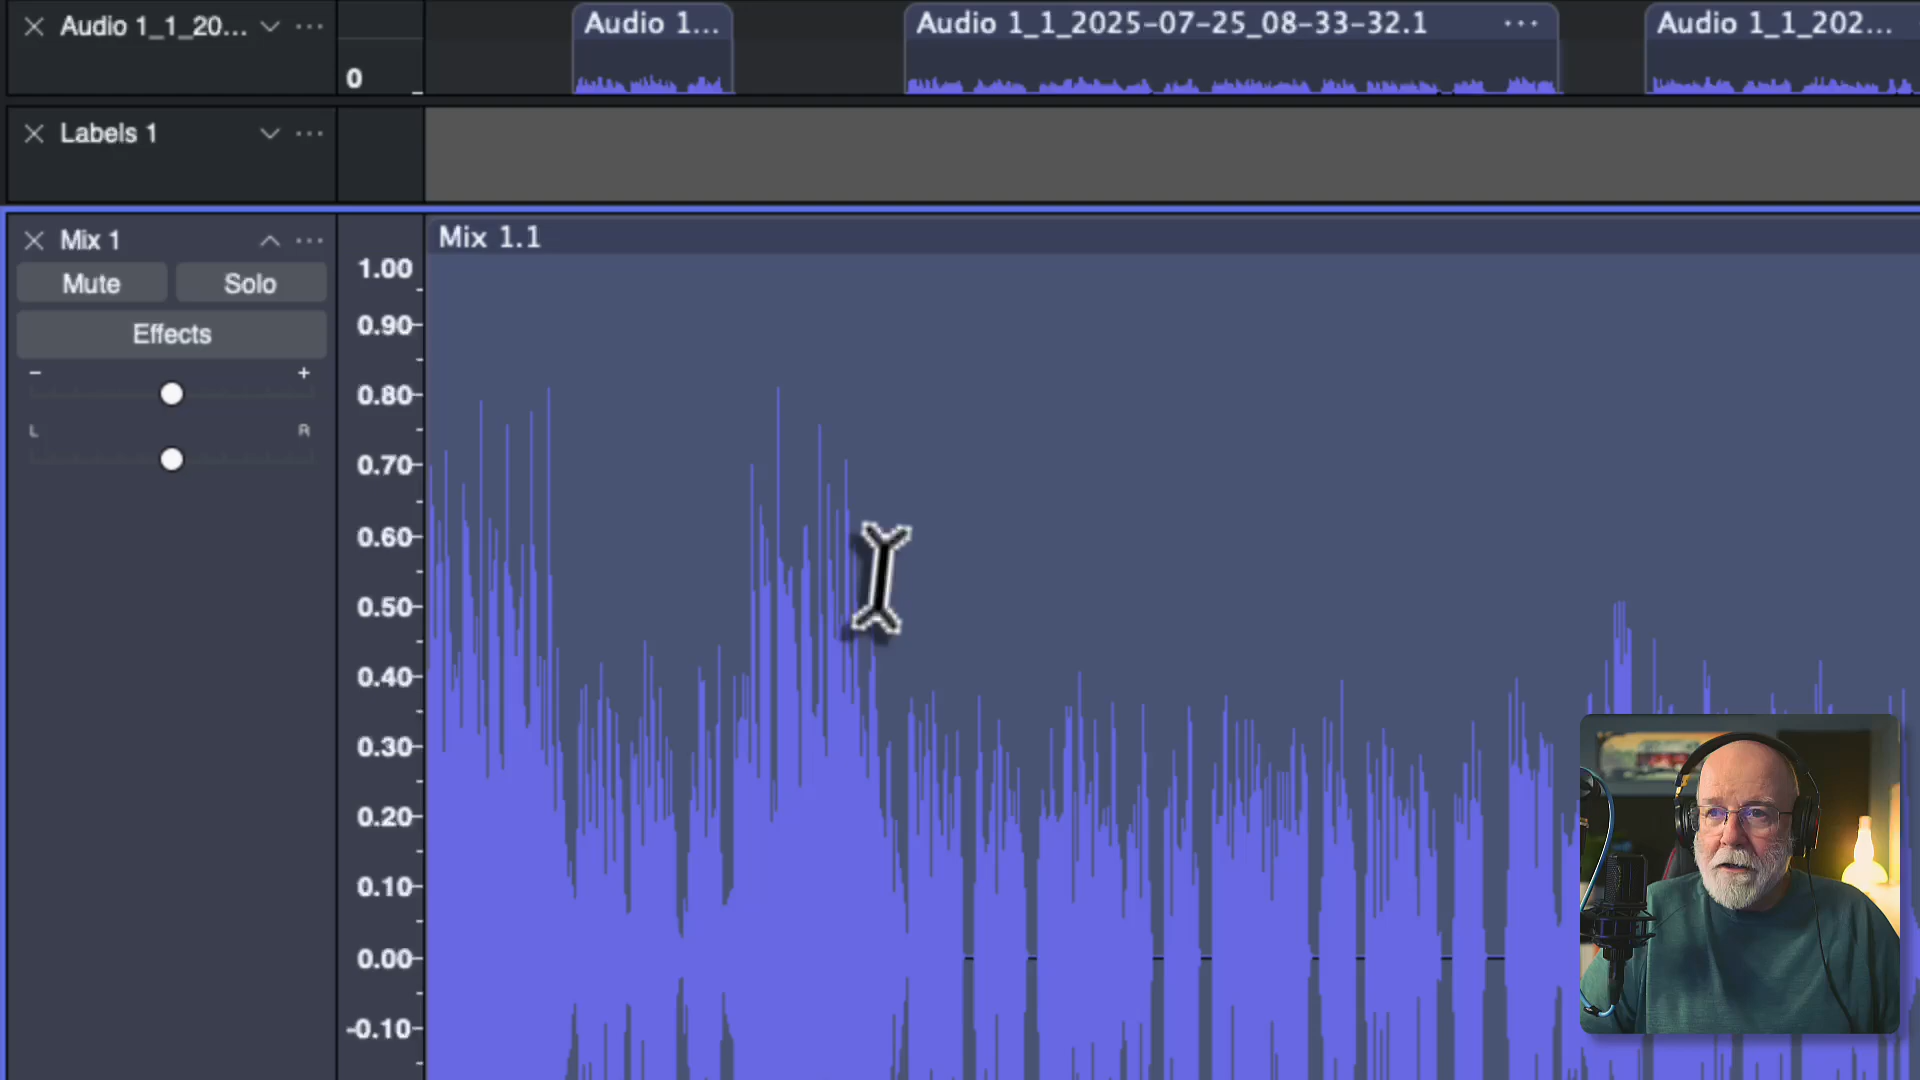 Audio 1_1_20...
0
Audio 1...
Audio 1_1_2025-07-25_08-33-32.1
Audio 1_1_202...
Labels 1
Mix 1
Mute
Solo
Effects
- +
L R
Mix 1.1
1.00
0.90
0.80
0.70
0.60
0.50
0.40
0.30
0.20
0.10
0.00
-0.10